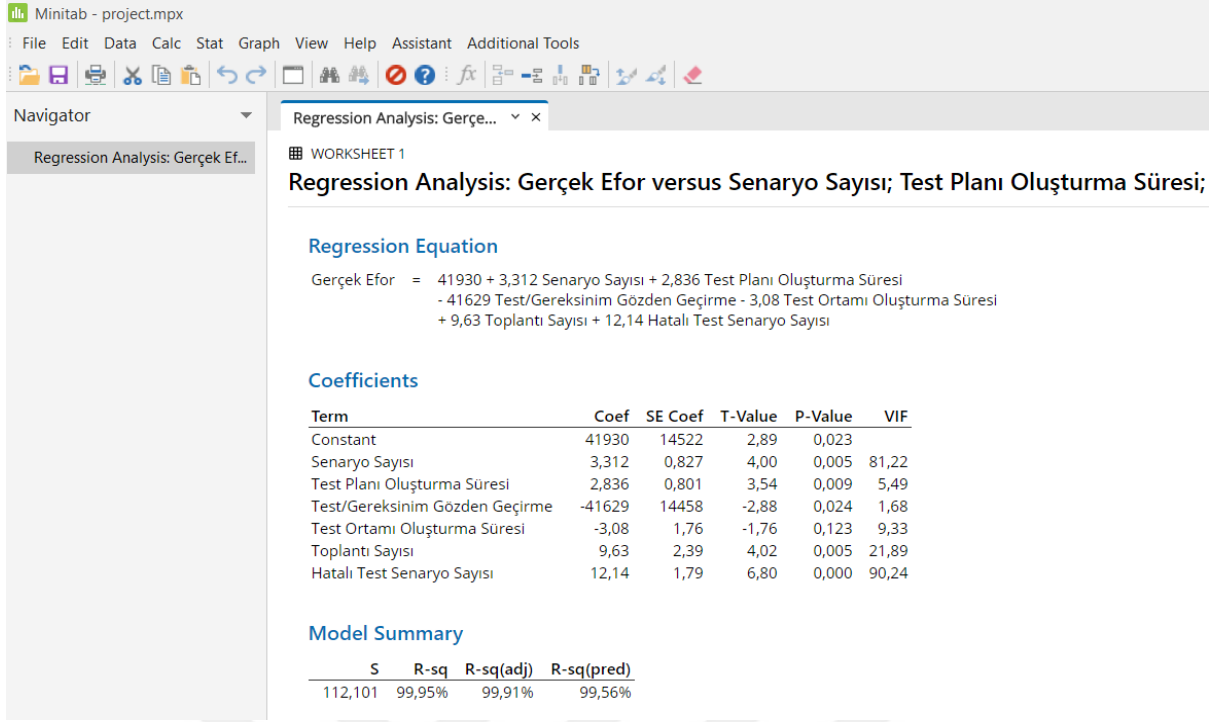 Minitab - project.mpx
File Edit Data Calc Stat Graph View Help Assistant Additional Tools
Navigator
Regression Analysis: Gerçe...
Regression Analysis: Gerçek Ef...
WORKSHEET 1
Regression Analysis: Gerçek Efor versus Senaryo Sayısı; Test Planı Oluşturma Süresi;
Regression Equation
Gerçek Efor = 41930 + 3,312 Senaryo Sayısı + 2,836 Test Planı Oluşturma Süresi
- 41629 Test/Gereksinim Gözden Geçirme - 3,08 Test Ortamı Oluşturma Süresi
+ 9,63 Toplantı Sayısı + 12,14 Hatalı Test Senaryo Sayısı
Coefficients
Term Coef SE Coef T-Value P-Value VIF
Constant 41930 14522 2,89 0,023
Senaryo Sayısı 3,312 0,827 4,00 0,005 81,22
Test Planı Oluşturma Süresi 2,836 0,801 3,54 0,009 5,49
Test/Gereksinim Gözden Geçirme -41629 14458 -2,88 0,024 1,68
Test Ortamı Oluşturma Süresi -3,08 1,76 -1,76 0,123 9,33
Toplantı Sayısı 9,63 2,39 4,02 0,005 21,89
Hatalı Test Senaryo Sayısı 12,14 1,79 6,80 0,000 90,24
Model Summary
S R-sq R-sq(adj) R-sq(pred)
112,101 99,95% 99,91% 99,56%